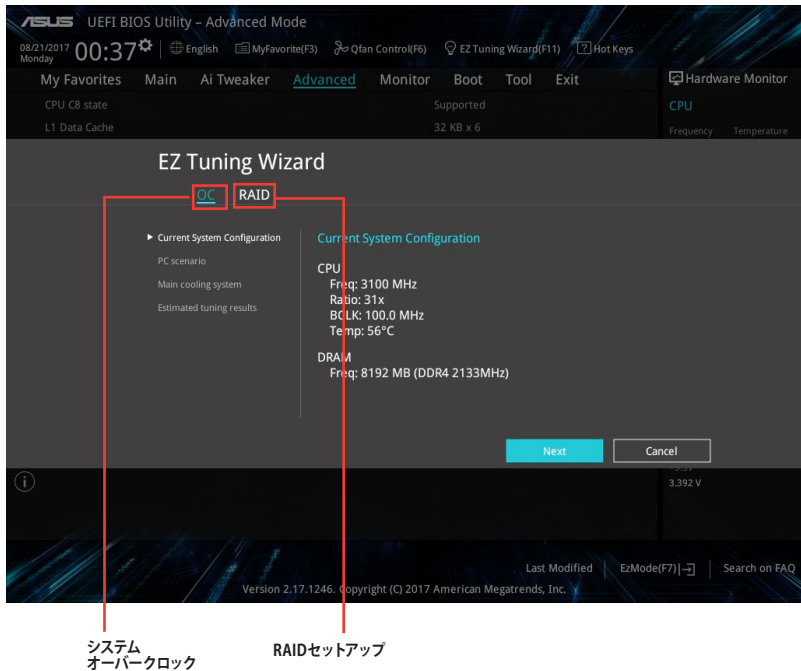 ASUS UEFI BIOS Utility – Advanced Mode
08/21/2017 Monday 00:37 English MyFavorite(F3) Qfan Control(F6) EZ Tuning Wizard(F11) ? Hot Keys
My Favorites Main Ai Tweaker Advanced Monitor Boot Tool Exit Hardware Monitor
CPU C8 state Supported CPU
L1 Data Cache 32 KB x 6 Frequency Temperature
EZ Tuning Wizard
OC RAID
Current System Configuration
PC scenario
Main cooling system
Estimated tuning results
Current System Configuration
CPU
Freq: 3100 MHz
Ratio: 31x
BCLK: 100.0 MHz
Temp: 56°C
DRAM
Freq: 8192 MB (DDR4 2133MHz)
Next Cancel
3.392 V
Last Modified EzMode(F7) Search on FAQ
Version 2.17.1246. Copyright (C) 2017 American Megatrends, Inc.
システム
オーバークロック
RAIDセットアップ